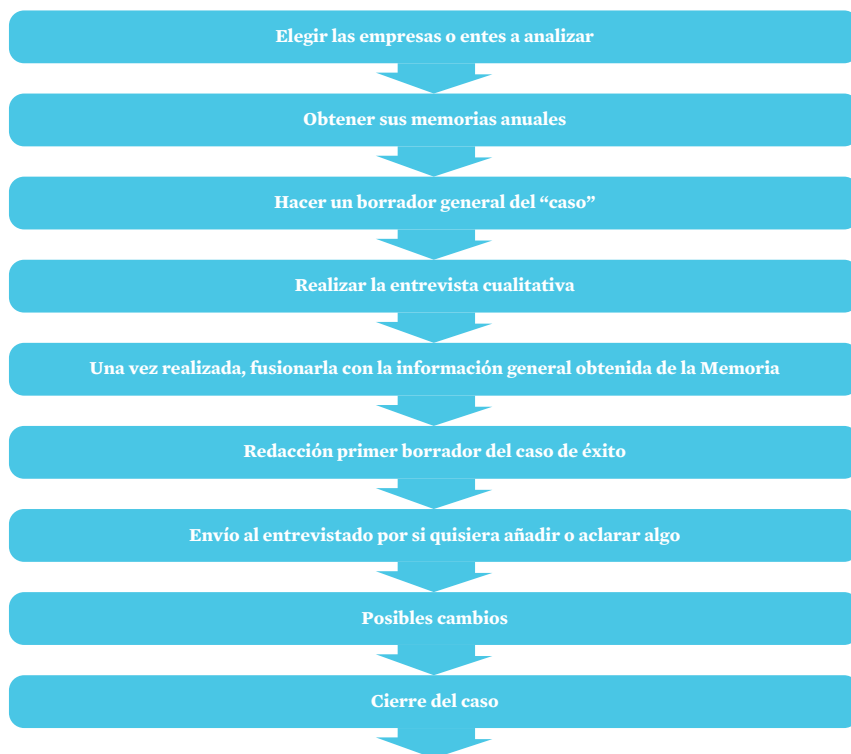 Elegir las empresas o entes a analizar
Obtener sus memorias anuales
Hacer un borrador general del “caso”
Realizar la entrevista cualitativa
Una vez realizada, fusionarla con la información general obtenida de la Memoria
Redacción primer borrador del caso de éxito
Envío al entrevistado por si quisiera añadir o aclarar algo
Posibles cambios
Cierre del caso